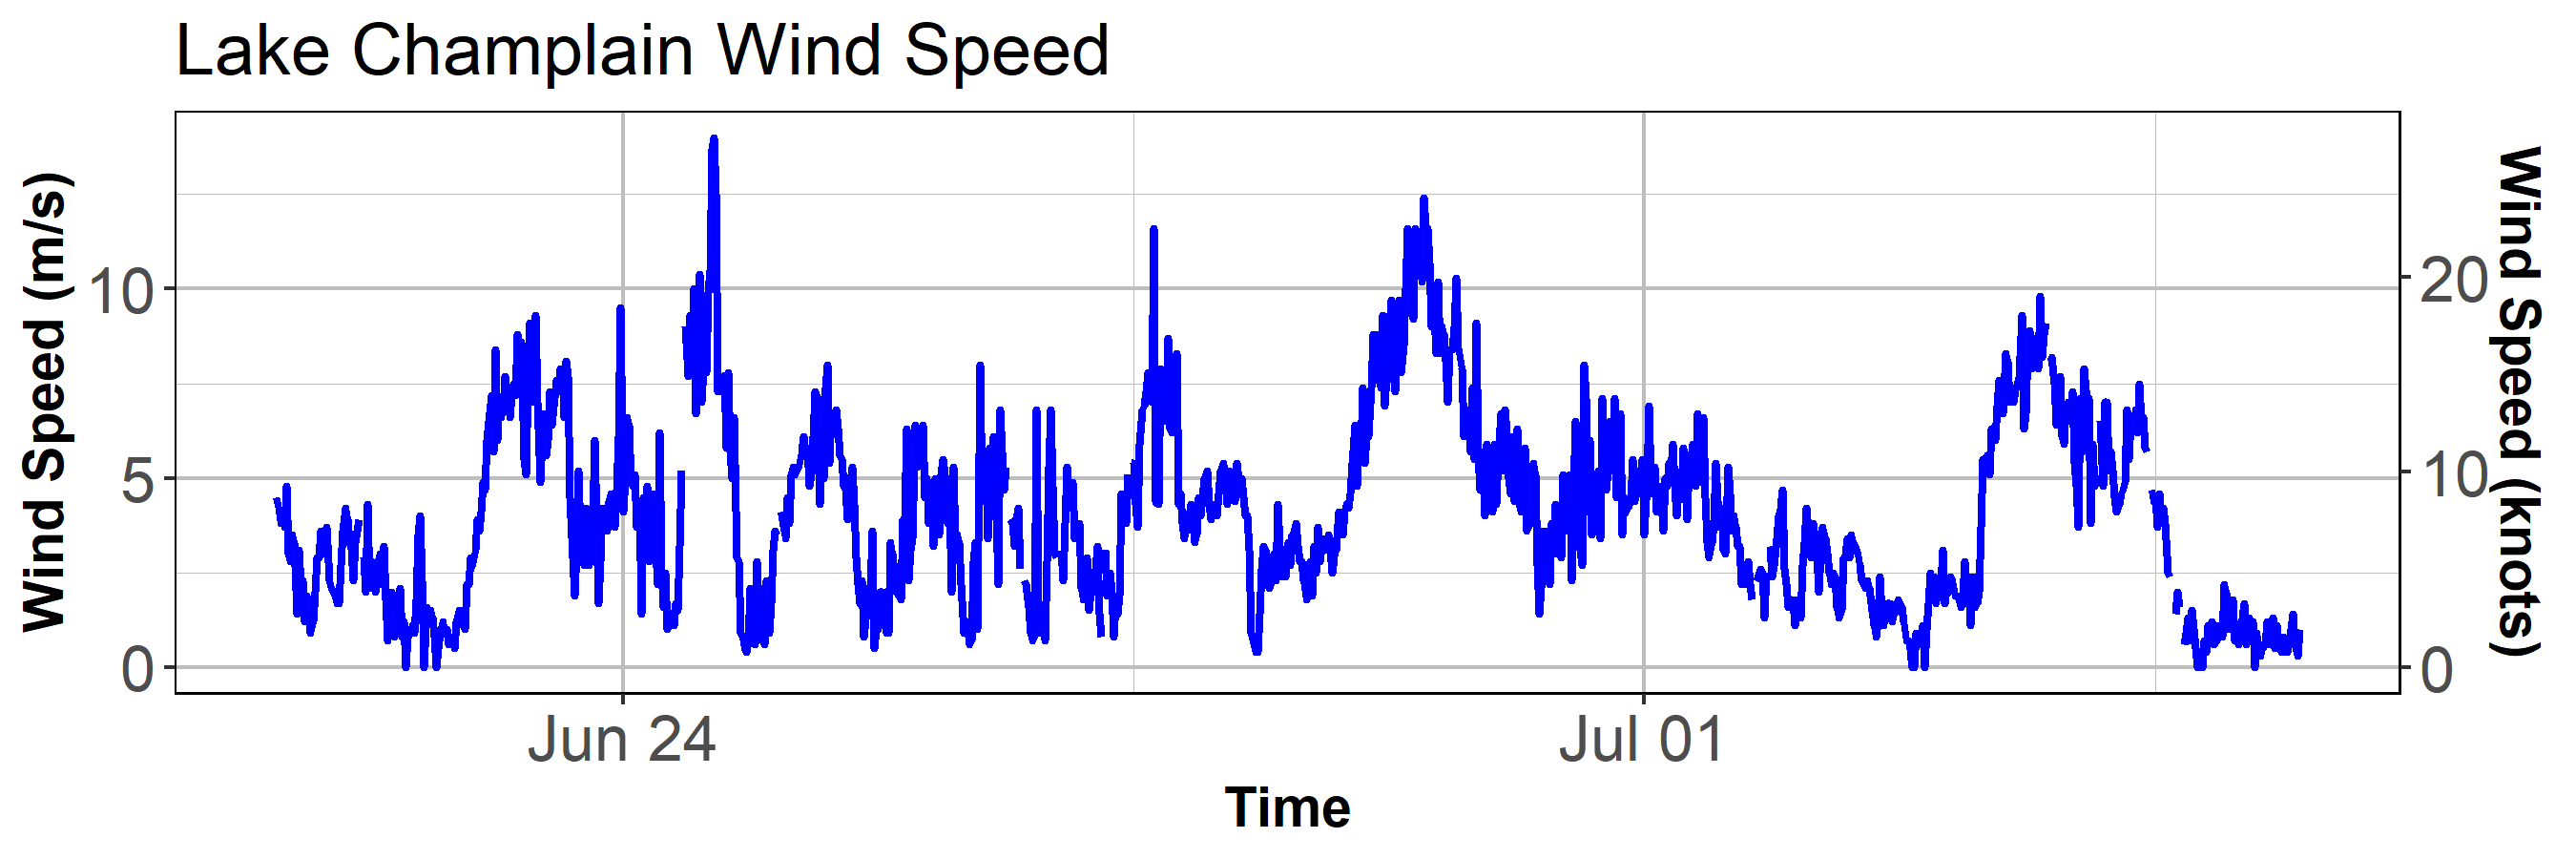 Lake Champlain Wind Speed
Wind Speed (m/s)
10
5
0
20
10
0
Wind Speed (knots)
Jun 24
Jul 01
Time